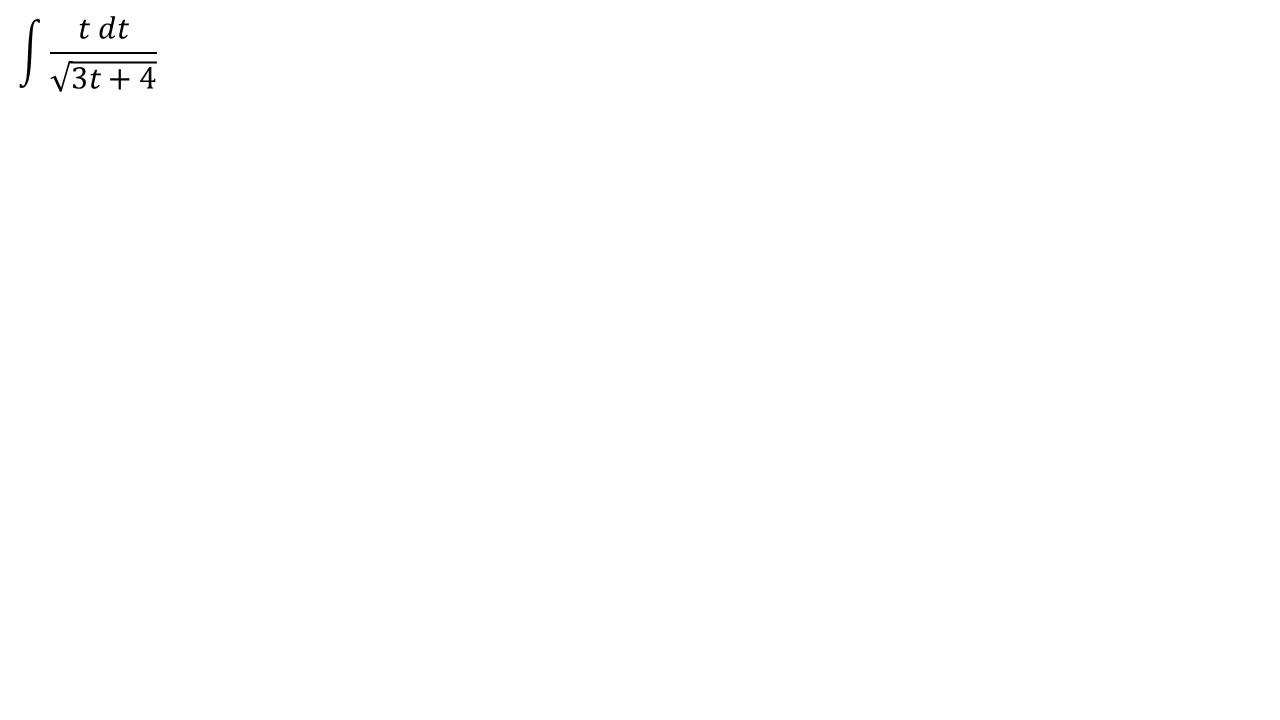 ∫ t dt / √(3t + 4)